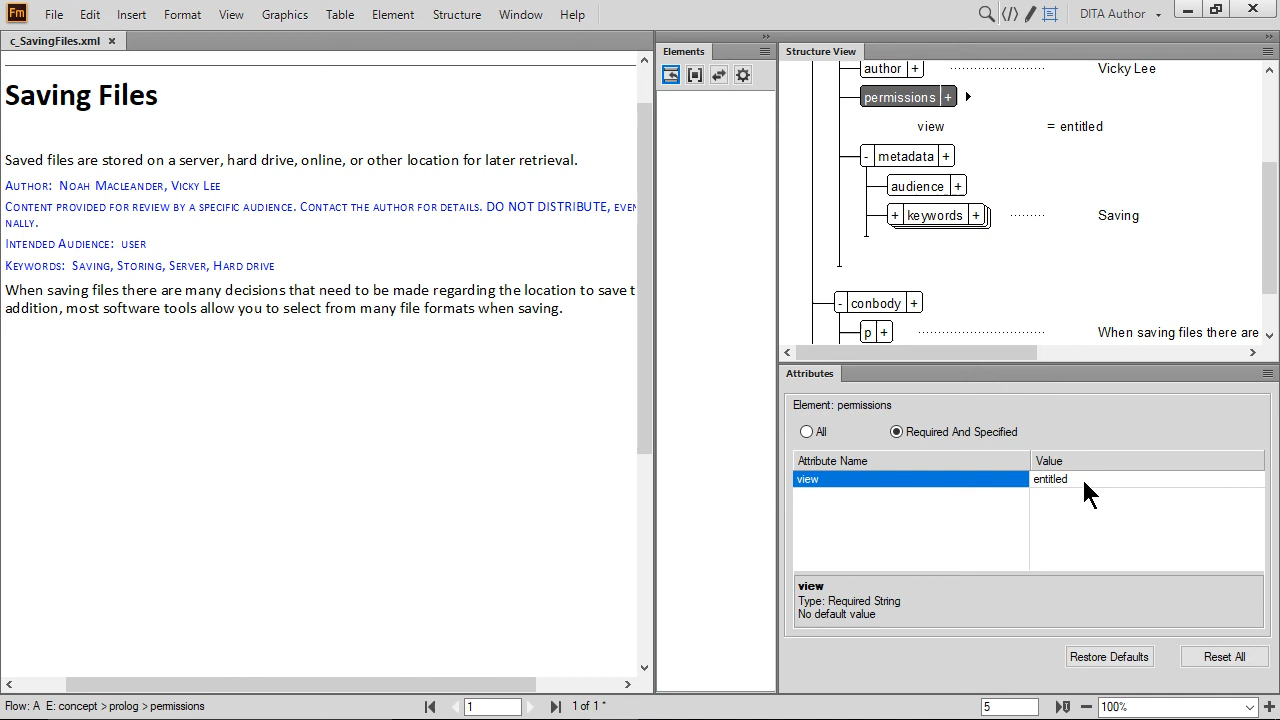 Fm File Edit Insert Format View Graphics Table Element Structure Window Help DITA Author
c_SavingFiles.xml
Saving Files
Saved files are stored on a server, hard drive, online, or other location for later retrieval.
Author: Noah Macleander, Vicky Lee
Content provided for review by a specific audience. Contact the author for details. DO NOT DISTRIBUTE, even
nally.
Intended Audience: user
Keywords: Saving, Storing, Server, Hard drive
When saving files there are many decisions that need to be made regarding the location to save t
addition, most software tools allow you to select from many file formats when saving.
Elements
Structure View
author + Vicky Lee
permissions +
view = entitled
- metadata +
audience +
+ keywords + Saving
- conbody +
p + When saving files there are
Attributes
Element: permissions
All Required And Specified
Attribute Name Value
view entitled
view
Type: Required String
No default value
Restore Defaults Reset All
Flow: A E: concept > prolog > permissions 1 1 of 1 * 5 100%